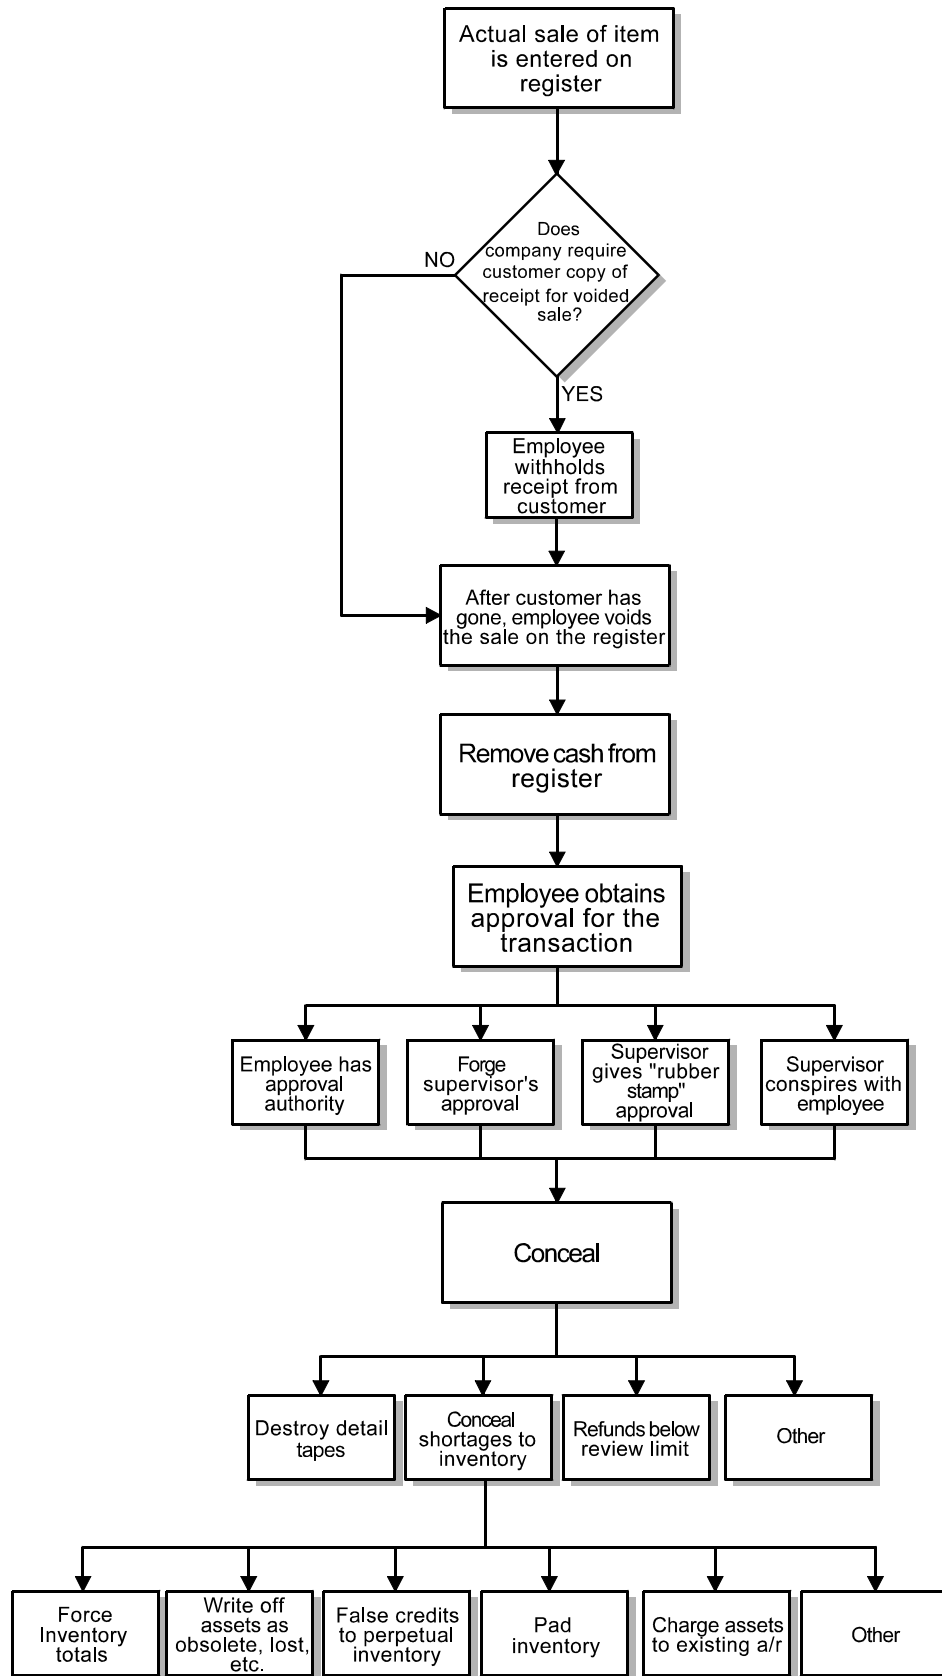 Actual sale of item
is entered on
register
Does
company require
customer copy of
receipt for voided
sale?
NO
YES
Employee
withholds
receipt from
customer
After customer has
gone, employee voids
the sale on the register
Remove cash from
register
Employee obtains
approval for the
transaction
Employee has
approval
authority
Forge
supervisor's
approval
Supervisor
gives "rubber
stamp"
approval
Supervisor
conspires with
employee
Conceal
Destroy detail
tapes
Conceal
shortages to
inventory
Refunds below
review limit
Other
Force
Inventory
totals
Write off
assets as
obsolete, lost,
etc.
False credits
to perpetual
inventory
Pad
inventory
Charge assets
to existing a/r
Other